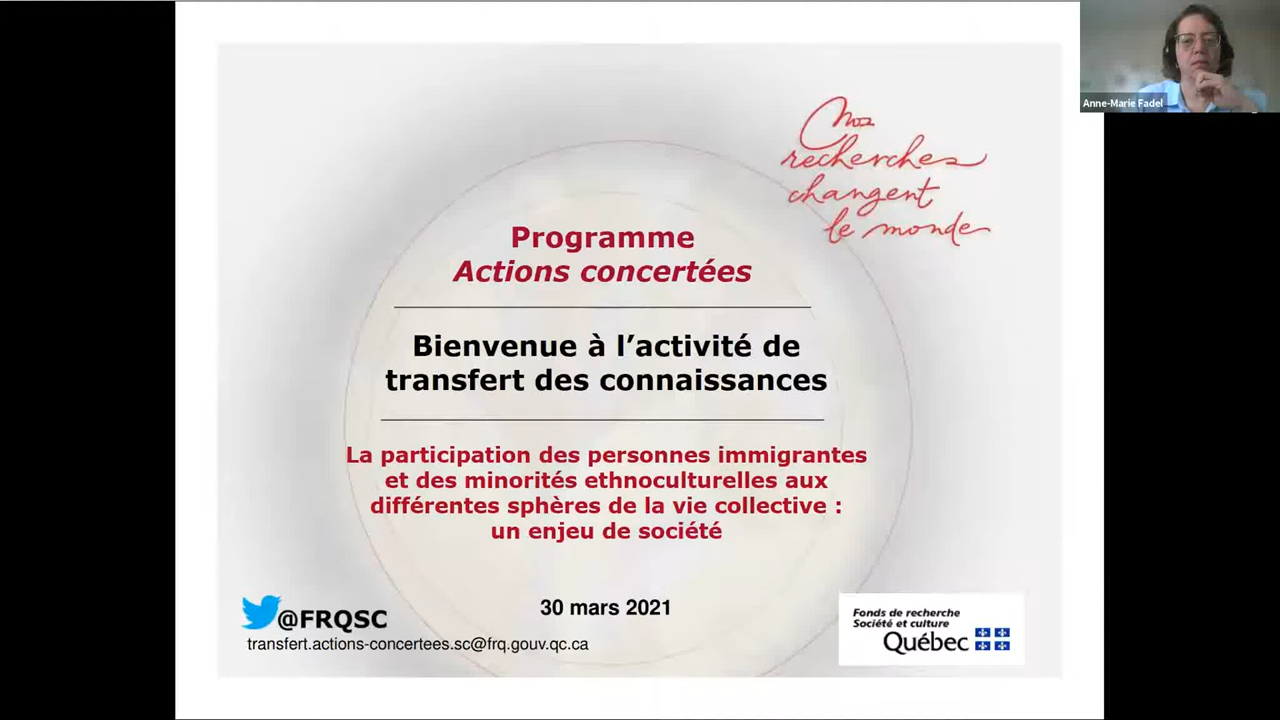 Anne-Marie Fadel
Nos
recherches
changent
le monde
Programme
Actions concertées
Bienvenue à l’activité de
transfert des connaissances
La participation des personnes immigrantes
et des minorités ethnoculturelles aux
différentes sphères de la vie collective :
un enjeu de société
30 mars 2021
@FRQSC
transfert.actions-concertees.sc@frq.gouv.qc.ca
Fonds de recherche
Société et culture
Québec